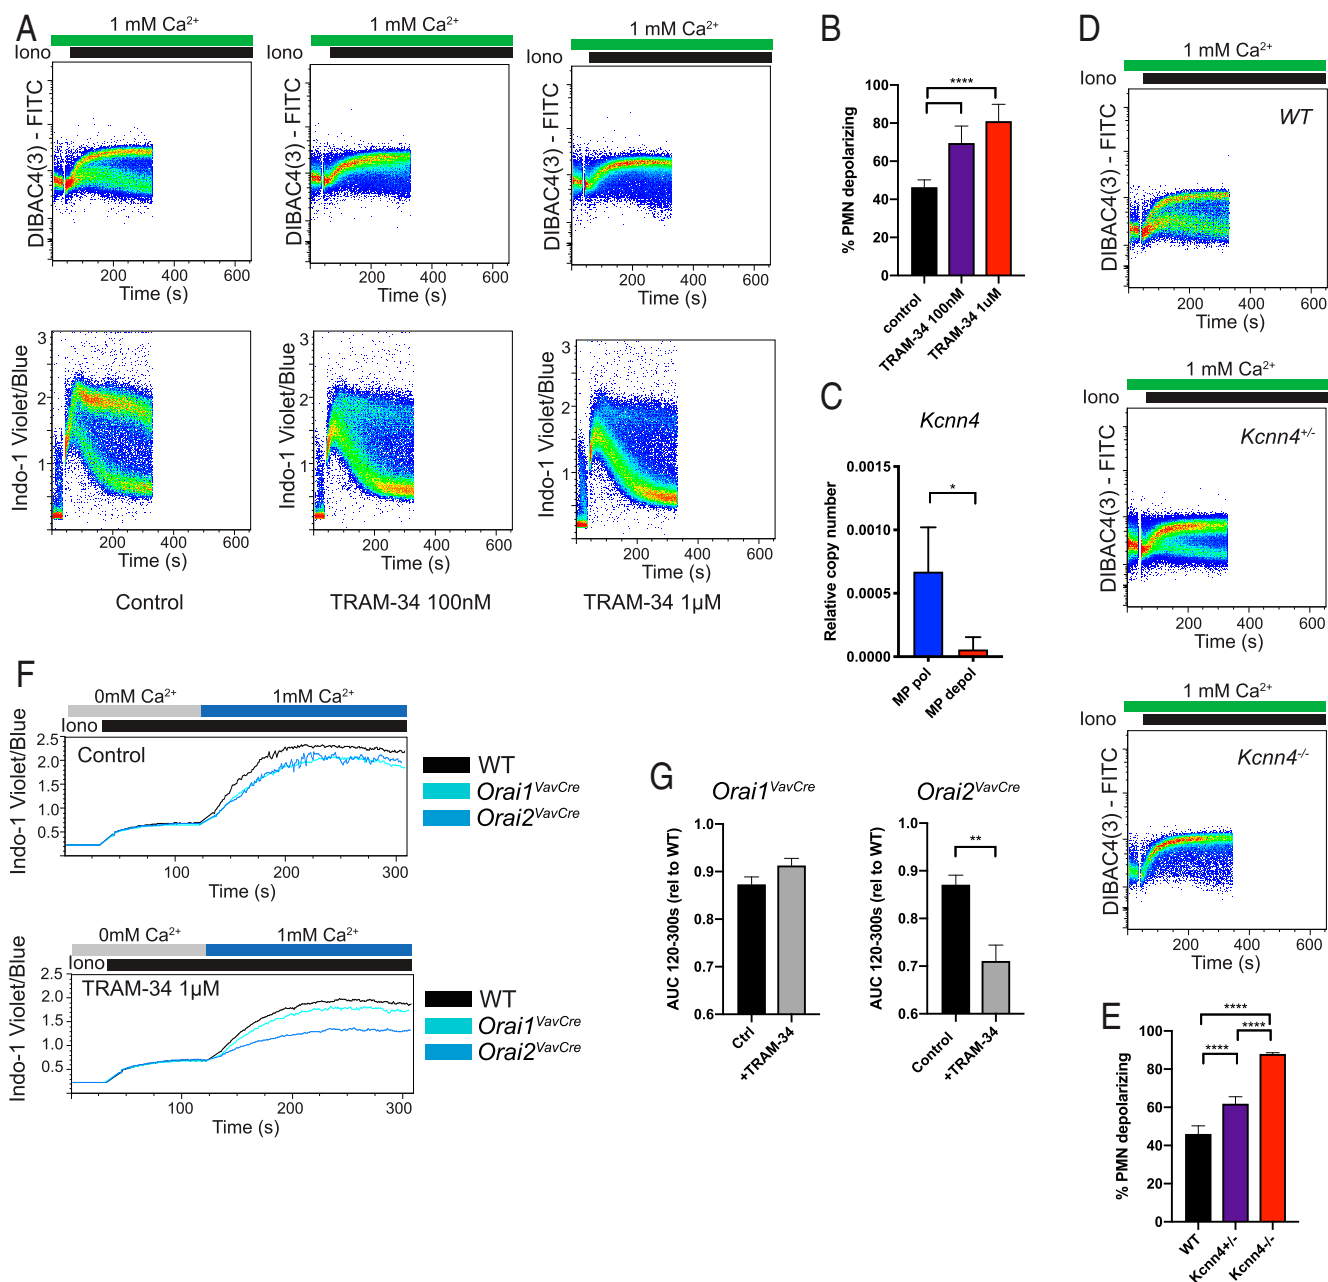 A
1 mM Ca²⁺
Iono
DIBAC4(3) - FITC
200 400 600
Time (s)
1 mM Ca²⁺
DIBAC4(3) - FITC
200 400 600
Time (s)
1 mM Ca²⁺
DIBAC4(3) - FITC
200 400 600
Time (s)
Indo-1 Violet/Blue
3
2
1
200 400 600
Time (s)
Control
Indo-1 Violet/Blue
3
2
1
200 400 600
Time (s)
TRAM-34 100nM
Indo-1 Violet/Blue
3
2
1
200 400 600
Time (s)
TRAM-34 1µM
B
% PMN depolarizing
100
80
60
40
20
0
****
control
TRAM-34 100nM
TRAM-34 1uM
C
Kcnn4
Relative copy number
0.0015
0.0010
0.0005
0.0000
*
MP pol
MP depol
D
1 mM Ca²⁺
Iono
WT
DIBAC4(3) - FITC
200 400 600
Time (s)
1 mM Ca²⁺
Iono
Kcnn4⁺/⁻
DIBAC4(3) - FITC
200 400 600
Time (s)
1 mM Ca²⁺
Iono
Kcnn4⁻/⁻
DIBAC4(3) - FITC
200 400 600
Time (s)
E
% PMN depolarizing
100
80
60
40
20
0
****
****
****
WT
Kcnn4+/-
Kcnn4-/-
F
0mM Ca²⁺ 1mM Ca²⁺
Iono
Control
Indo-1 Violet/Blue
2.5
2.0
1.5
1.0
0.5
100 200 300
Time (s)
WT
Orai1ⱽᵃᵛCʳᵉ
Orai2ⱽᵃᵛCʳᵉ
0mM Ca²⁺ 1mM Ca²⁺
Iono
TRAM-34 1µM
Indo-1 Violet/Blue
2.5
2.0
1.5
1.0
0.5
100 200 300
Time (s)
WT
Orai1ⱽᵃᵛCʳᵉ
Orai2ⱽᵃᵛCʳᵉ
G
Orai1ⱽᵃᵛCʳᵉ
AUC 120-300s (rel to WT)
1.0
0.9
0.8
0.7
0.6
Ctrl
+TRAM-34
Orai2ⱽᵃᵛCʳᵉ
AUC 120-300s (rel to WT)
1.0
0.9
0.8
0.7
0.6
**
Control
+TRAM-34